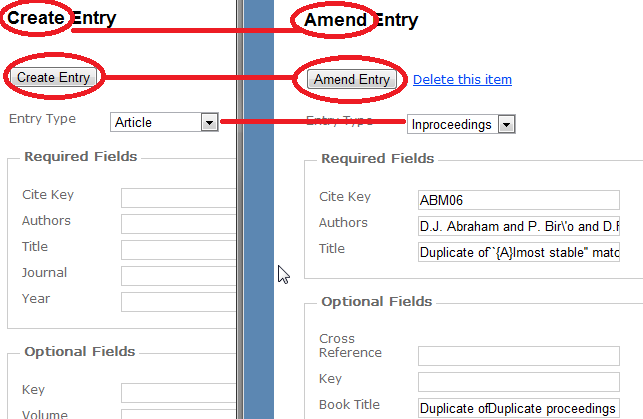 Create Entry
Create Entry
Entry Type Article
Required Fields
Cite Key
Authors
Title
Journal
Year
Optional Fields
Key
Volume
Amend Entry
Amend Entry Delete this item
Entry Type Inproceedings
Required Fields
Cite Key ABM06
Authors D.J. Abraham and P. Bir\'o and D.F
Title Duplicate of``{A}lmost stable" matc
Optional Fields
Cross
Reference
Key
Book Title Duplicate ofDuplicate proceedings